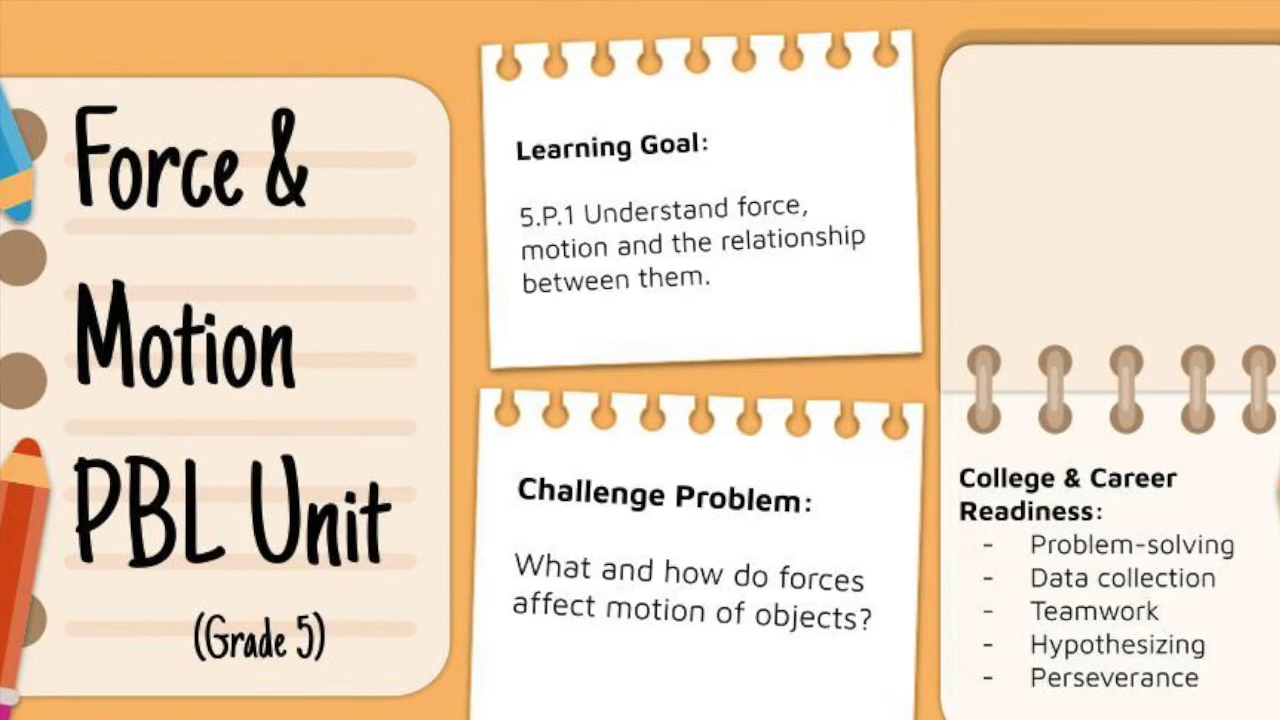 Force &
Motion
PBL Unit
(Grade 5)
Learning Goal:
5.P.1 Understand force,
motion and the relationship
between them.
Challenge Problem:
What and how do forces
affect motion of objects?
College & Career
Readiness:
- Problem-solving
- Data collection
- Teamwork
- Hypothesizing
- Perseverance